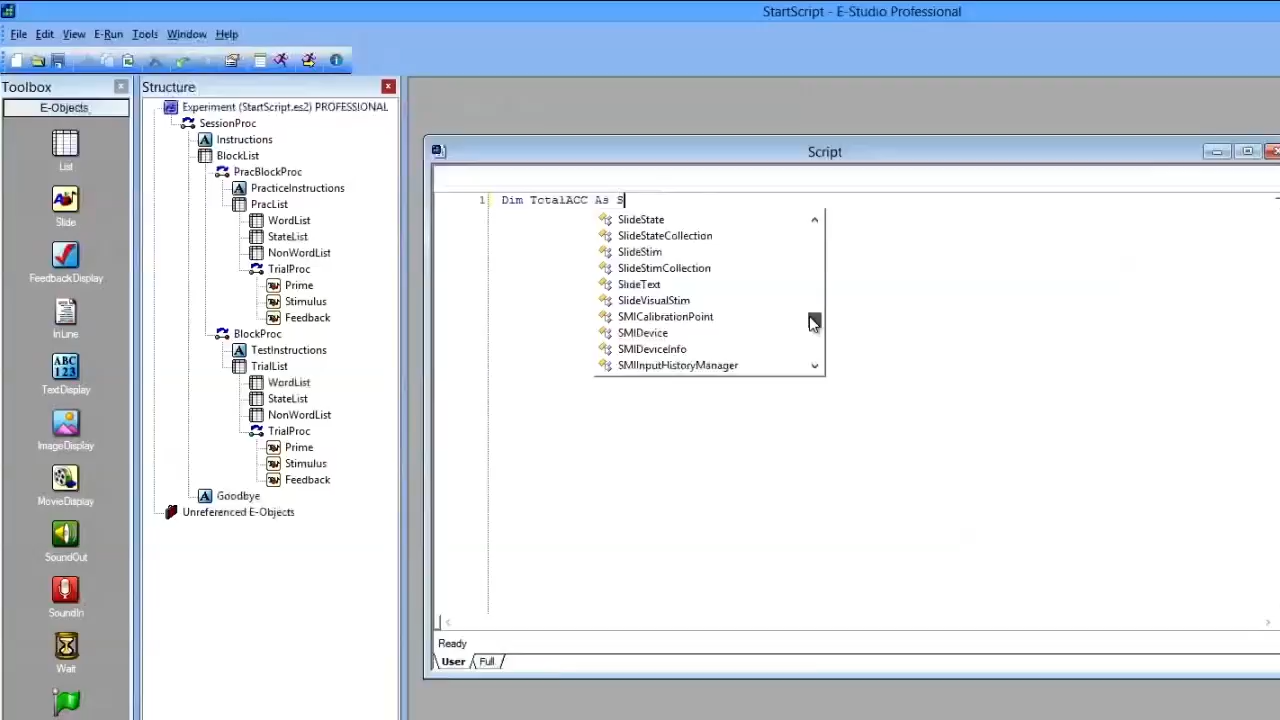 StartScript - E-Studio Professional
File Edit View E-Run Tools Window Help
Toolbox
E-Objects
List
Slide
FeedbackDisplay
InLine
TextDisplay
ImageDisplay
MovieDisplay
SoundOut
SoundIn
Wait
Structure
Experiment (StartScript.es2) PROFESSIONAL
SessionProc
Instructions
BlockList
PracBlockProc
PracticeInstructions
PracList
WordList
StateList
NonWordList
TrialProc
Prime
Stimulus
Feedback
BlockProc
TestInstructions
TrialList
WordList
StateList
NonWordList
TrialProc
Prime
Stimulus
Feedback
Goodbye
Unreferenced E-Objects
Script
1 Dim TotalACC As S
SlideState
SlideStateCollection
SlideStim
SlideStimCollection
SlideText
SlideVisualStim
SMICalibrationPoint
SMIDevice
SMIDeviceInfo
SMIInputHistoryManager
Ready
User Full